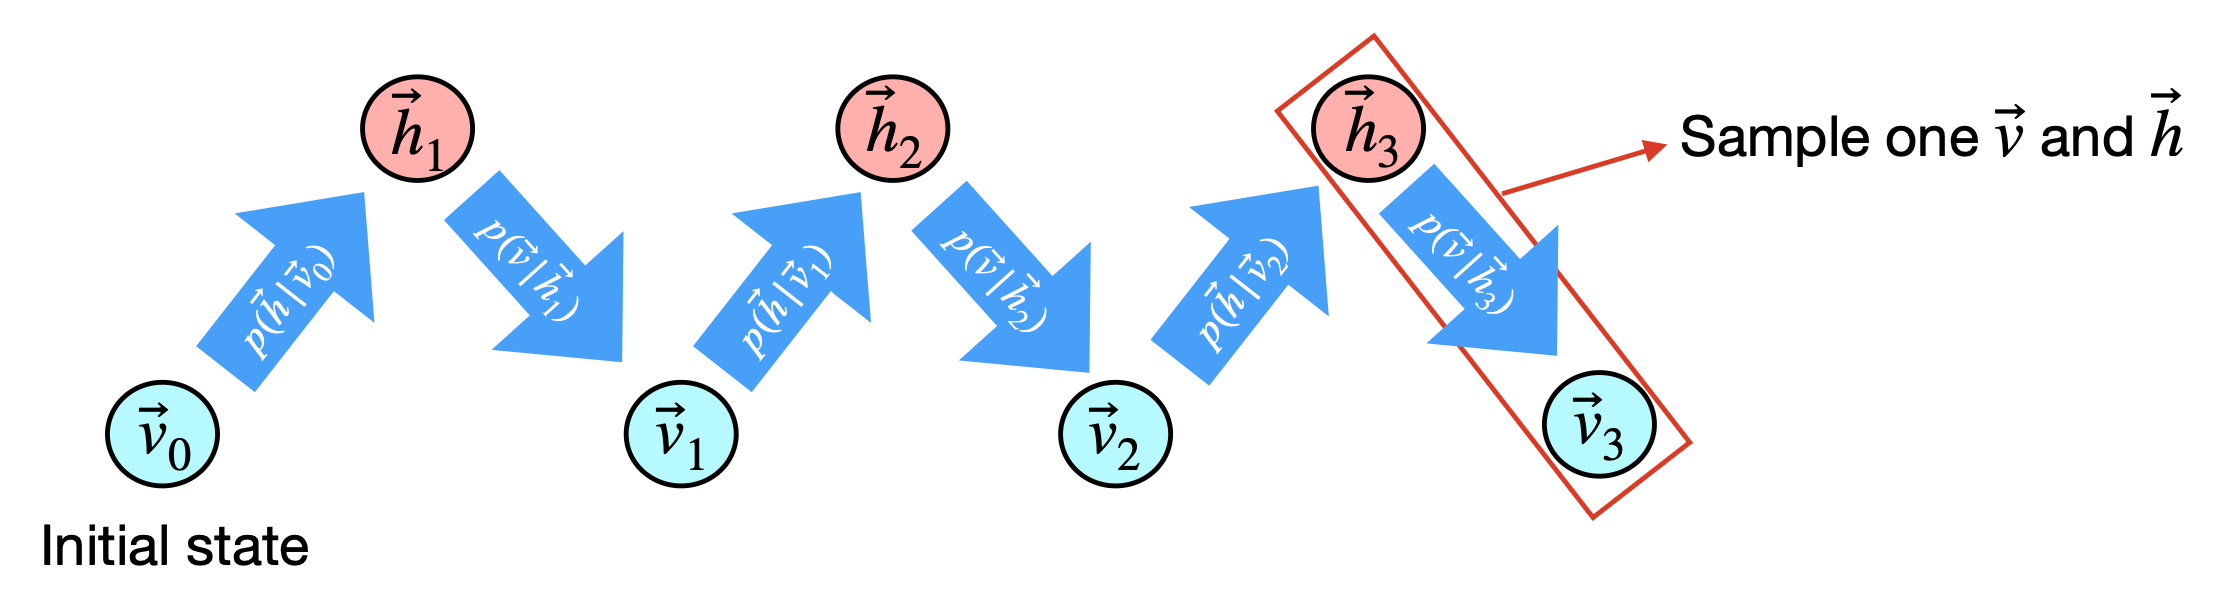 $\vec{h}_1$ $\vec{h}_2$ $\vec{h}_3$ Sample one $\vec{v}$ and $\vec{h}$
$p(\vec{h}|\vec{v}_0)$ $p(\vec{v}|\vec{h}_1)$ $p(\vec{h}|\vec{v}_1)$ $p(\vec{v}|\vec{h}_2)$ $p(\vec{h}|\vec{v}_2)$ $p(\vec{v}|\vec{h}_3)$
$\vec{v}_0$ $\vec{v}_1$ $\vec{v}_2$ $\vec{v}_3$
Initial state